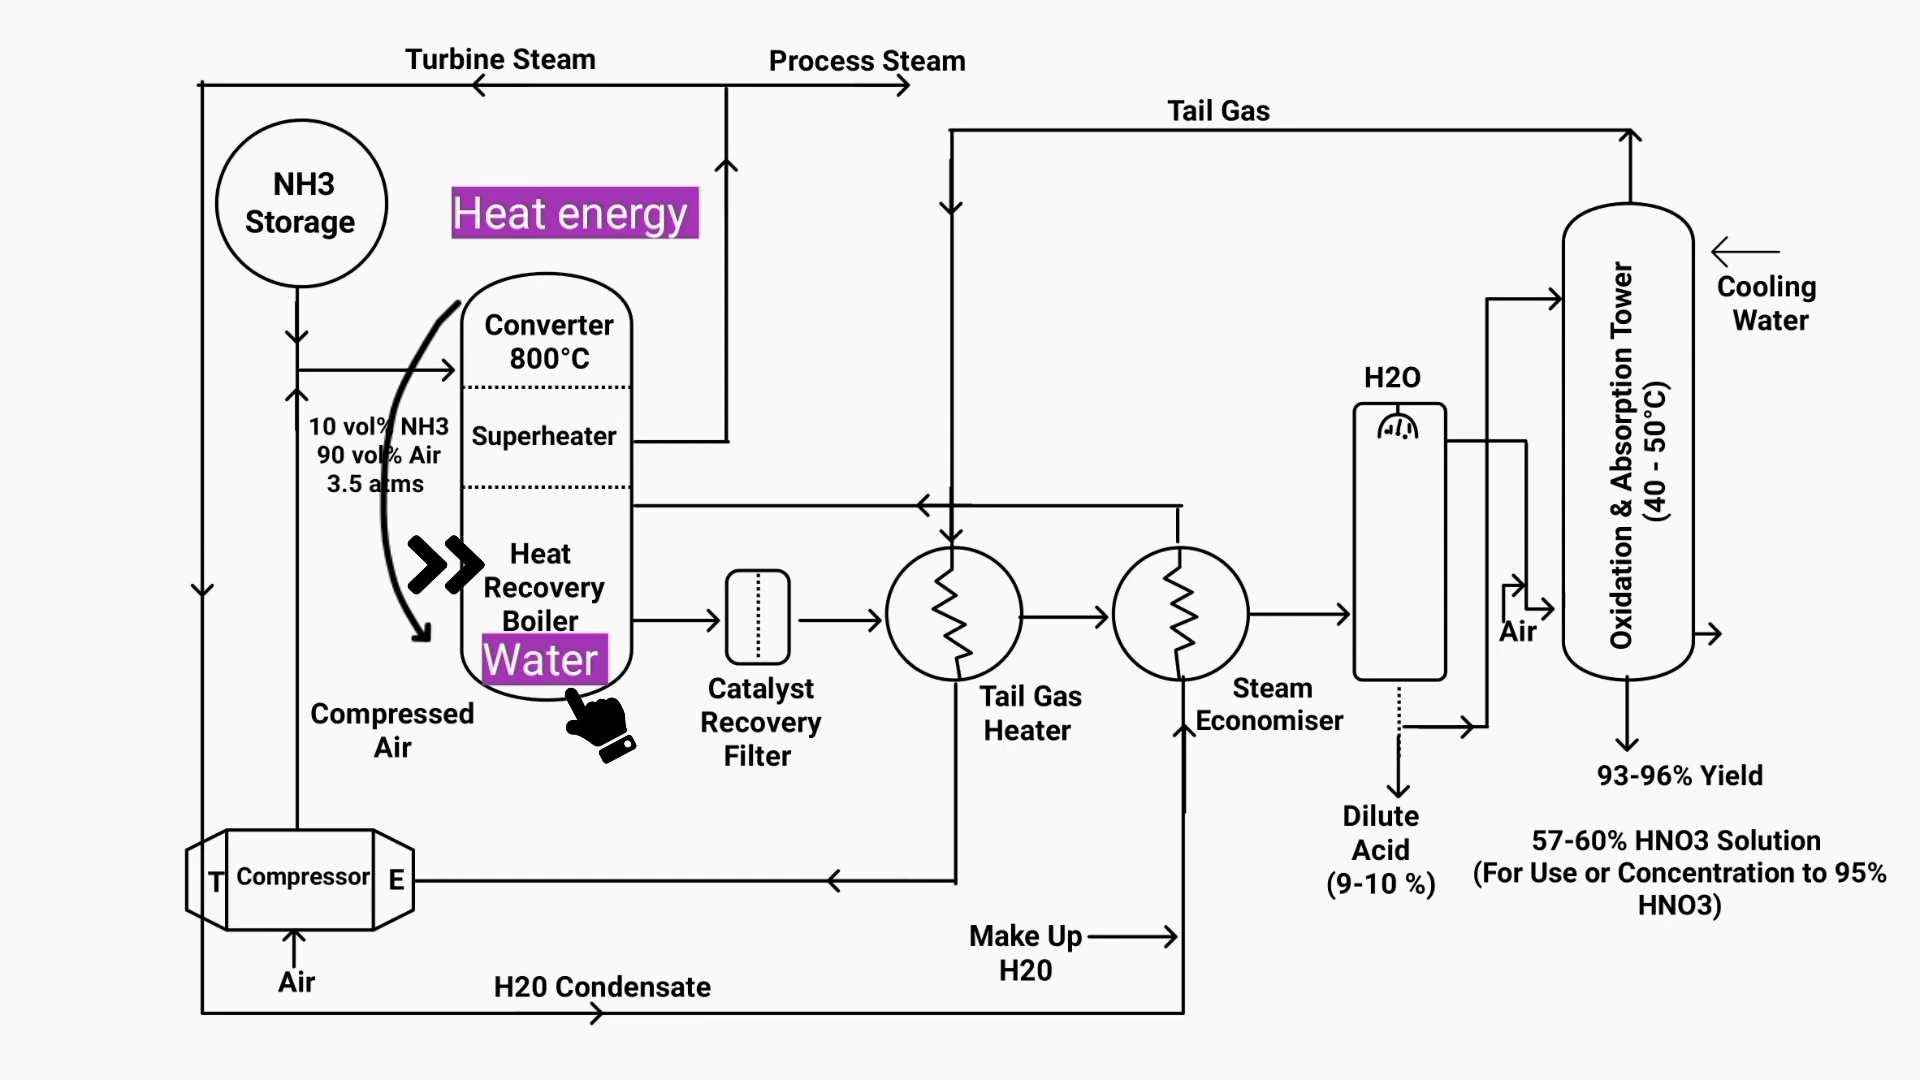 Turbine Steam
Process Steam
Tail Gas
NH3
Storage
Heat energy
Cooling
Water
Converter
800°C
Oxidation & Absorption Tower
(40 - 50°C)
H2O
10 vol% NH3
90 vol% Air
3.5 atms
Superheater
Heat
Recovery
Boiler
Water
Air
Catalyst
Recovery
Filter
Tail Gas
Heater
Steam
Economiser
Compressed
Air
93-96% Yield
Dilute
Acid
(9-10 %)
57-60% HNO3 Solution
(For Use or Concentration to 95%
HNO3)
T
Compressor
E
Air
Make Up
H20
H20 Condensate